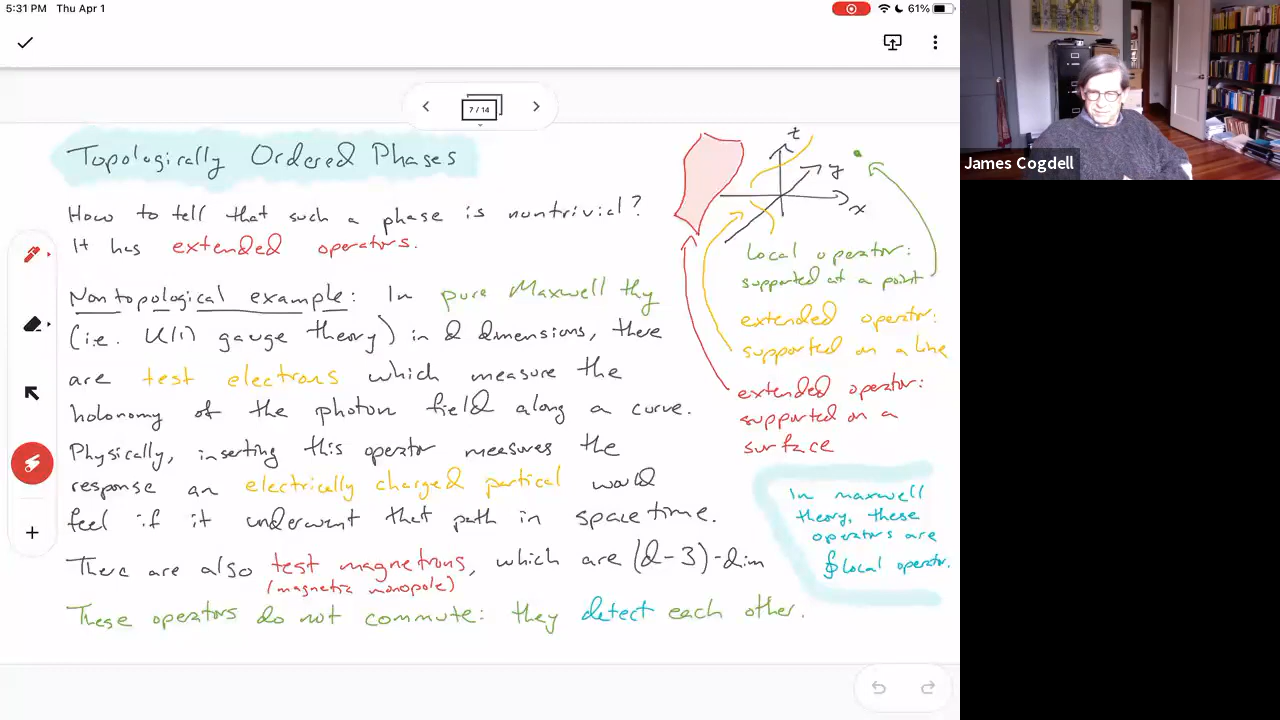 5:31 PM Thu Apr 1
61%
7 / 14
James Cogdell
Topologically Ordered Phases
How to tell that such a phase is nontrivial?
It has extended operators.
Nontopological example: In pure Maxwell thy
(i.e. U(1) gauge theory) in d dimensions, there
are test electrons which measure the
holonomy of the photon field along a curve.
Physically, inserting this operator measures the
response an electrically charged partical would
feel if it underwent that path in spacetime.
There are also test magnetrons, which are (d-3)-dim
(magnetic monopole)
These operators do not commute: they detect each other.
t
y
x
local operator:
supported at a point
extended operator:
supported on a line
extended operator:
supported on a
surface
In maxwell
theory, these
operators are
∮ local operator.